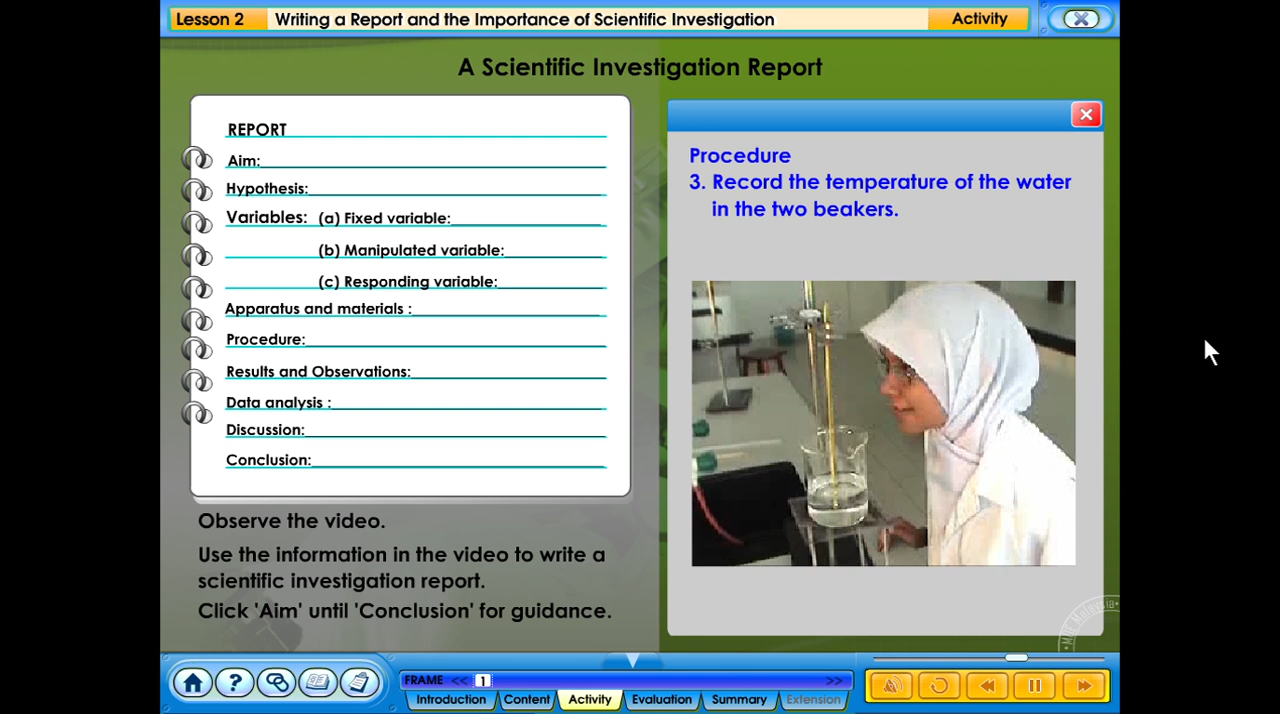 Lesson 2
Writing a Report and the Importance of Scientific Investigation
Activity
A Scientific Investigation Report
REPORT
Aim:
Hypothesis:
Variables: (a) Fixed variable:
(b) Manipulated variable:
(c) Responding variable:
Apparatus and materials :
Procedure:
Results and Observations:
Data analysis :
Discussion:
Conclusion:
Observe the video.
Use the information in the video to write a
scientific investigation report.
Click 'Aim' until 'Conclusion' for guidance.
Procedure
3. Record the temperature of the water
in the two beakers.
FRAME << 1 >>
Introduction
Content
Activity
Evaluation
Summary
Extension